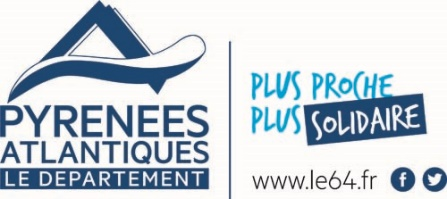 PYRENEES
ATLANTIQUES
LE DEPARTEMENT
PLUS PROCHE
PLUS SOLIDAIRE
www.le64.fr